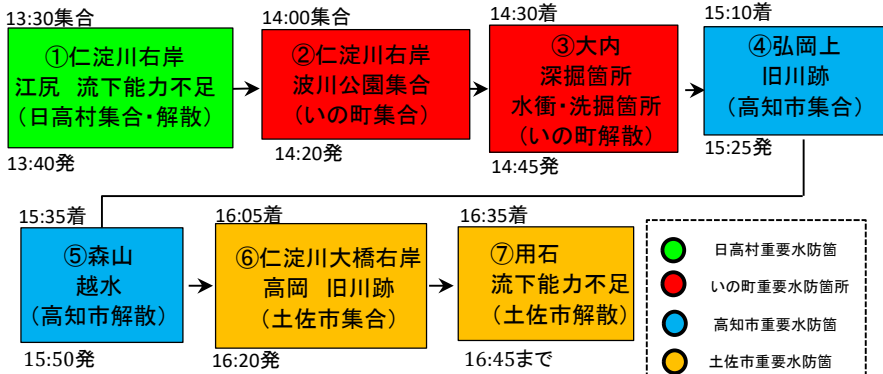 13:30集合
①仁淀川右岸
江尻 流下能力不足
（日高村集合・解散）
13:40発
14:00集合
②仁淀川右岸
波川公園集合
（いの町集合）
14:20発
14:30着
③大内
深掘箇所
水衝・洗掘箇所
（いの町解散）
14:45発
15:10着
④弘岡上
旧川跡
（高知市集合）
15:25発
15:35着
⑤森山
越水
（高知市解散）
15:50発
16:05着
⑥仁淀川大橋右岸
高岡 旧川跡
（土佐市集合）
16:20発
16:35着
⑦用石
流下能力不足
（土佐市解散）
16:45まで
日高村重要水防箇
いの町重要水防箇所
高知市重要水防箇
土佐市重要水防箇